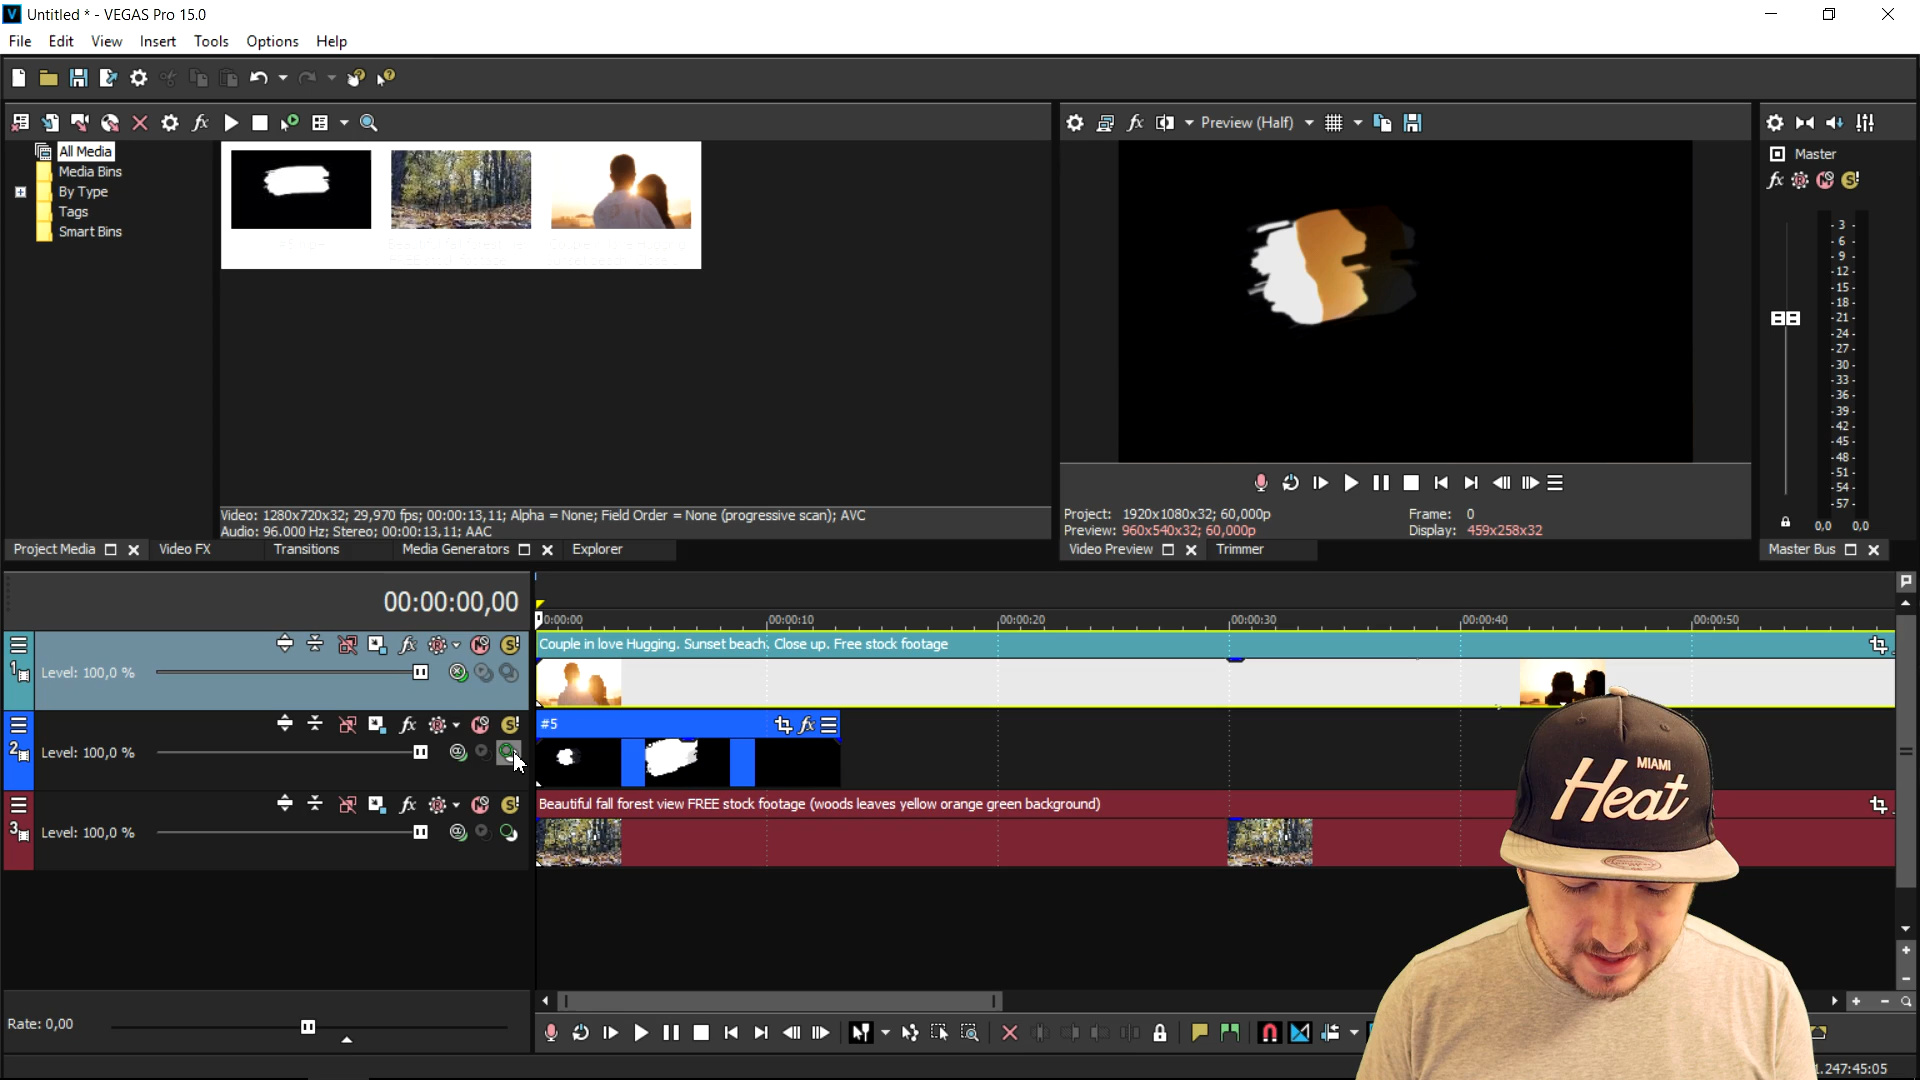 Untitled * - VEGAS Pro 15.0
File Edit View Insert Tools Options Help
All Media
Media Bins
By Type
Tags
Smart Bins
Video: 1280x720x32; 29,970 fps; 00:00:13,11; Alpha = None; Field Order = None (progressive scan); AVC
Audio: 96.000 Hz; Stereo; 00:00:13,11; AAC
Project Media Video FX Transitions Media Generators Explorer
Preview (Half)
Project: 1920x1080x32; 60,000p
Frame: 0
Preview: 960x540x32; 60,000p
Display: 459x258x32
Video Preview Trimmer
Master
-3-
-6-
-9-
-12-
-15-
-18-
-21-
-24-
-27-
-30-
-33-
-36-
-39-
-42-
-45-
-48-
-51-
-54-
-57-
0,0 0,0
Master Bus
00:00:00,00
0:00:00 00:00:10 00:00:20 00:00:30 00:00:40 00:00:50
1
Level: 100,0 %
Couple in love Hugging. Sunset beach. Close up. Free stock footage
2
Level: 100,0 %
#5
3
Level: 100,0 %
Beautiful fall forest view FREE stock footage (woods leaves yellow orange green background)
MIAMI
Heat
Rate: 0,00
1.247:45:05